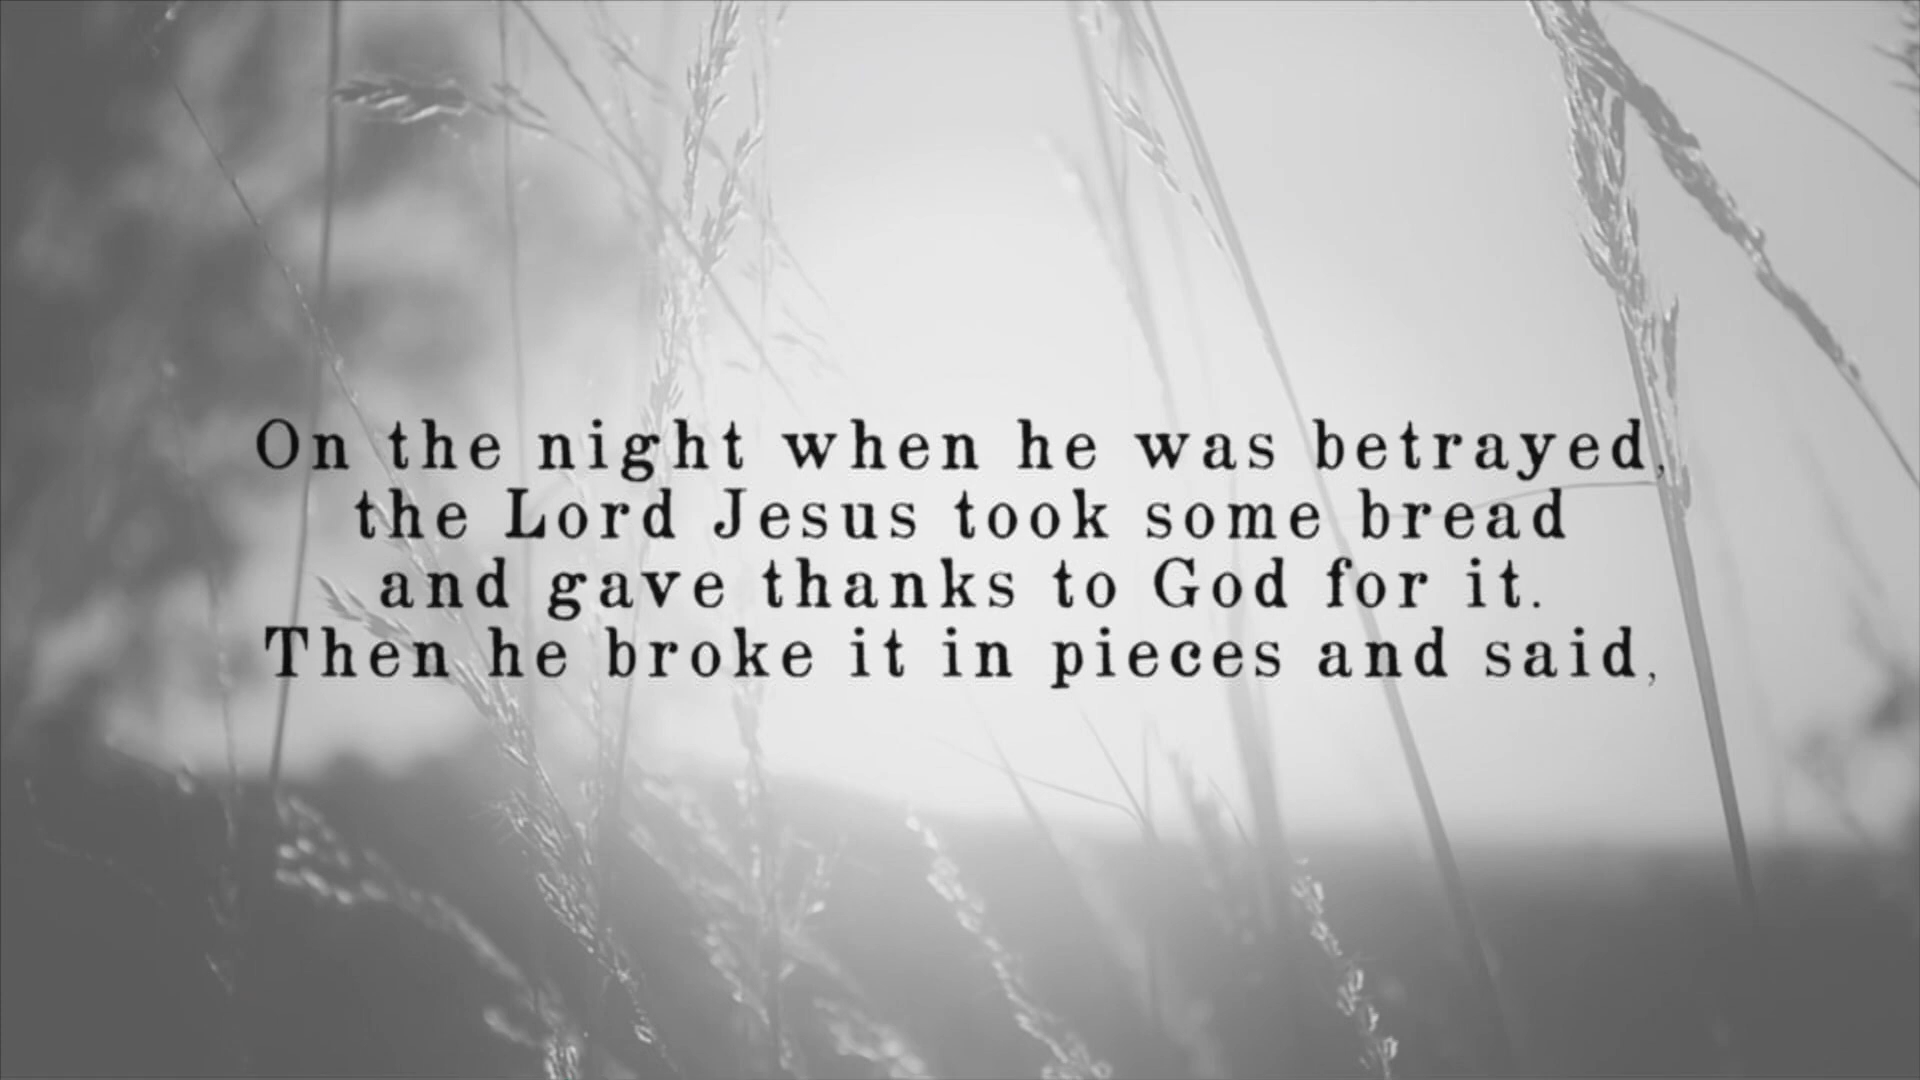 On the night when he was betrayed,
the Lord Jesus took some bread
and gave thanks to God for it.
Then he broke it in pieces and said,